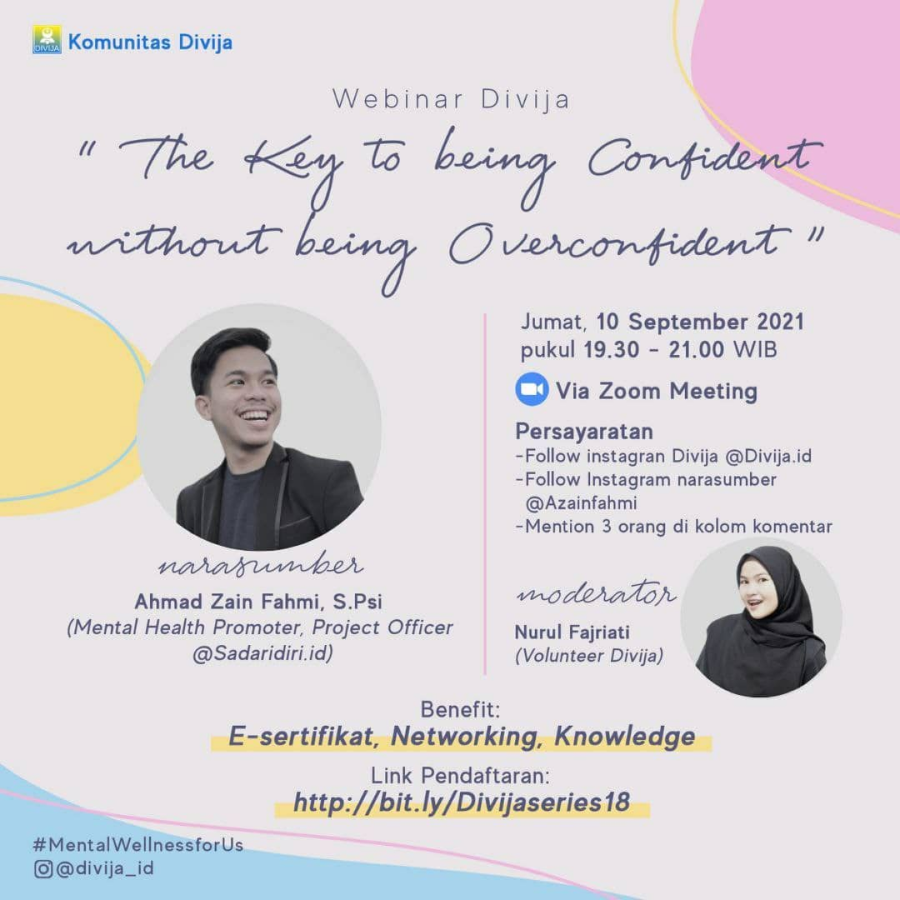 DIVIJA
Komunitas Divija
Webinar Divija
" The Key to being Confident
without being Overconfident "
narasumber
Ahmad Zain Fahmi, S.Psi
(Mental Health Promoter, Project Officer
@Sadaridiri.id)
Jumat, 10 September 2021
pukul 19.30 - 21.00 WIB
Via Zoom Meeting
Persayaratan
-Follow instagran Divija @Divija.id
-Follow Instagram narasumber
@Azainfahmi
-Mention 3 orang di kolom komentar
moderator
Nurul Fajriati
(Volunteer Divija)
Benefit:
E-sertifikat, Networking, Knowledge
Link Pendaftaran:
http://bit.ly/Divijaseries18
#MentalWellnessforUs
@divija_id